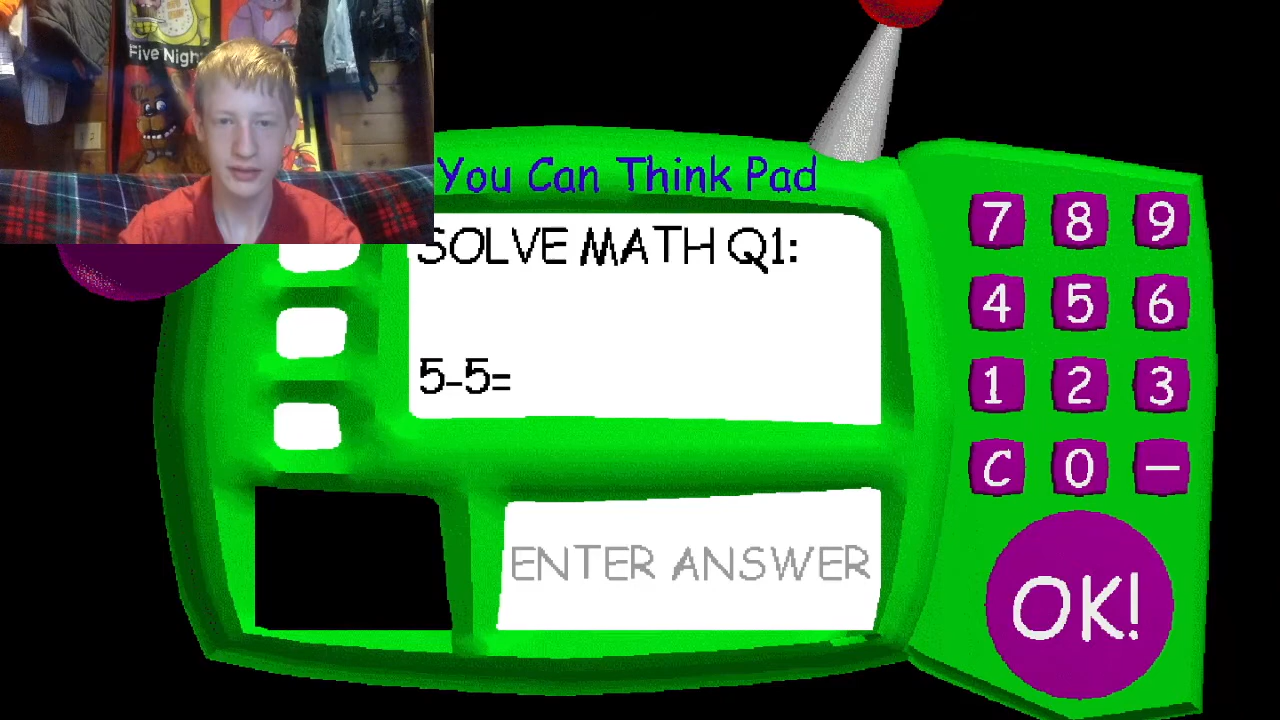 Five Nigh
You Can Think Pad
SOLVE MATH Q1:
5-5=
7 8 9
4 5 6
1 2 3
C 0 —
ENTER ANSWER
OK!